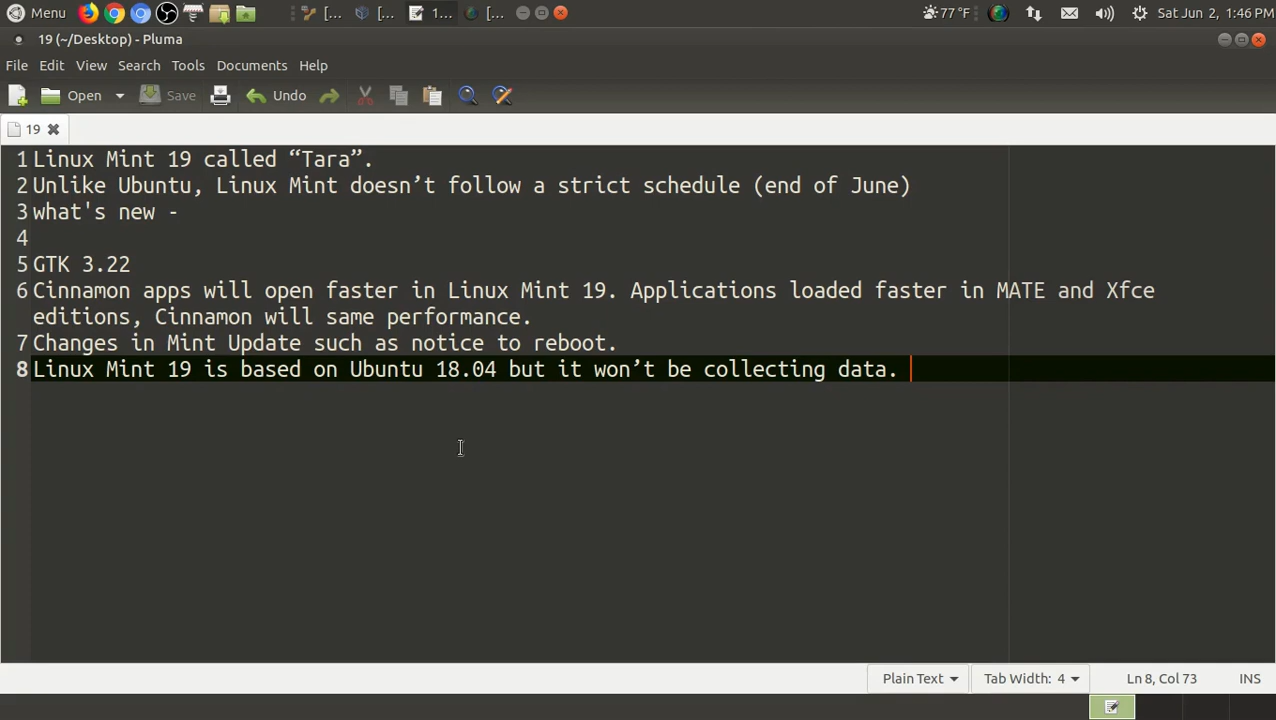 Menu [... [... 1... [... 77 °F Sat Jun 2, 1:46 PM
19 (~/Desktop) - Pluma
File Edit View Search Tools Documents Help
Open Save Undo
19
1 Linux Mint 19 called “Tara”.
2 Unlike Ubuntu, Linux Mint doesn’t follow a strict schedule (end of June)
3 what's new -
4
5 GTK 3.22
6 Cinnamon apps will open faster in Linux Mint 19. Applications loaded faster in MATE and Xfce
editions, Cinnamon will same performance.
7 Changes in Mint Update such as notice to reboot.
8 Linux Mint 19 is based on Ubuntu 18.04 but it won’t be collecting data.
Plain Text Tab Width: 4 Ln 8, Col 73 INS